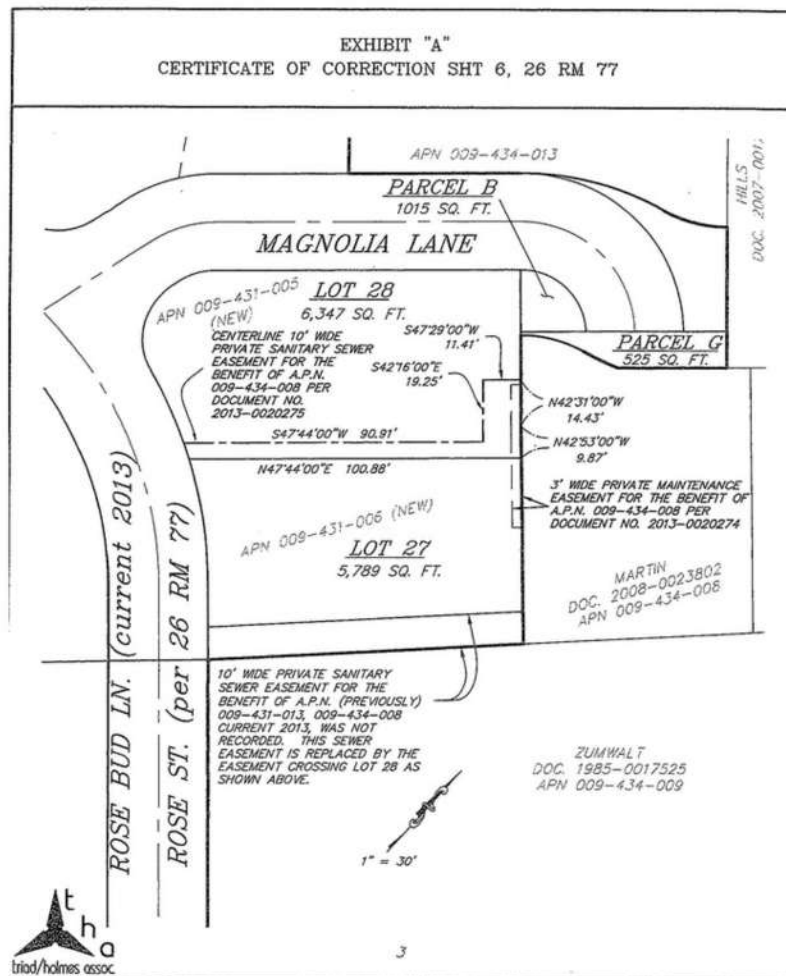 EXHIBIT "A"
CERTIFICATE OF CORRECTION SHT 6, 26 RM 77
APN 009-434-013
HILLS
DOC. 2007-001
PARCEL B
1015 SQ. FT.
MAGNOLIA LANE
APN 009-431-005
(NEW)
LOT 28
6,347 SQ. FT.
CENTERLINE 10' WIDE
PRIVATE SANITARY SEWER
EASEMENT FOR THE
BENEFIT OF A.P.N.
009-434-008 PER
DOCUMENT NO.
2013-0020275
S47°29'00"W
11.41'
S42°16'00"E
19.25'
PARCEL G
525 SQ. FT.
N42°31'00"W
14.43'
N42°53'00"W
9.87'
S47°44'00"W 90.91'
N47°44'00"E 100.88'
3' WIDE PRIVATE MAINTENANCE
EASEMENT FOR THE BENEFIT OF
A.P.N. 009-434-008 PER
DOCUMENT NO. 2013-0020274
APN 009-431-006 (NEW)
LOT 27
5,789 SQ. FT.
MARTIN
DOC. 2008-0023802
APN 009-434-008
ROSE BUD LN. (current 2013)
ROSE ST. (per 26 RM 77)
10' WIDE PRIVATE SANITARY
SEWER EASEMENT FOR THE
BENEFIT OF A.P.N. (PREVIOUSLY)
009-431-013, 009-434-008
CURRENT 2013, WAS NOT
RECORDED. THIS SEWER
EASEMENT IS REPLACED BY THE
EASEMENT CROSSING LOT 28 AS
SHOWN ABOVE.
ZUMWALT
DOC. 1985-0017525
APN 009-434-009
1" = 30'
t
h
a
triad/holmes assoc
3